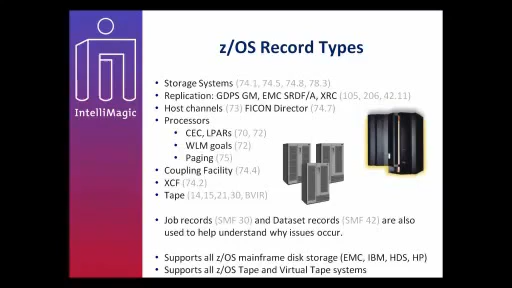 z/OS Record Types
IntelliMagic
• Storage Systems (74.1, 74.5, 74.8, 78.3)
• Replication: GDPS GM, EMC SRDF/A, XRC (105, 206, 42.11)
• Host channels (73) FICON Director (74.7)
• Processors
• CEC, LPARs (70, 72)
• WLM goals (72)
• Paging (75)
• Coupling Facility (74.4)
• XCF (74.2)
• Tape (14,15,21,30, BVIR)
• Job records (SMF 30) and Dataset records (SMF 42) are also
used to help understand why issues occur.
• Supports all z/OS mainframe disk storage (EMC, IBM, HDS, HP)
• Supports all z/OS Tape and Virtual Tape systems